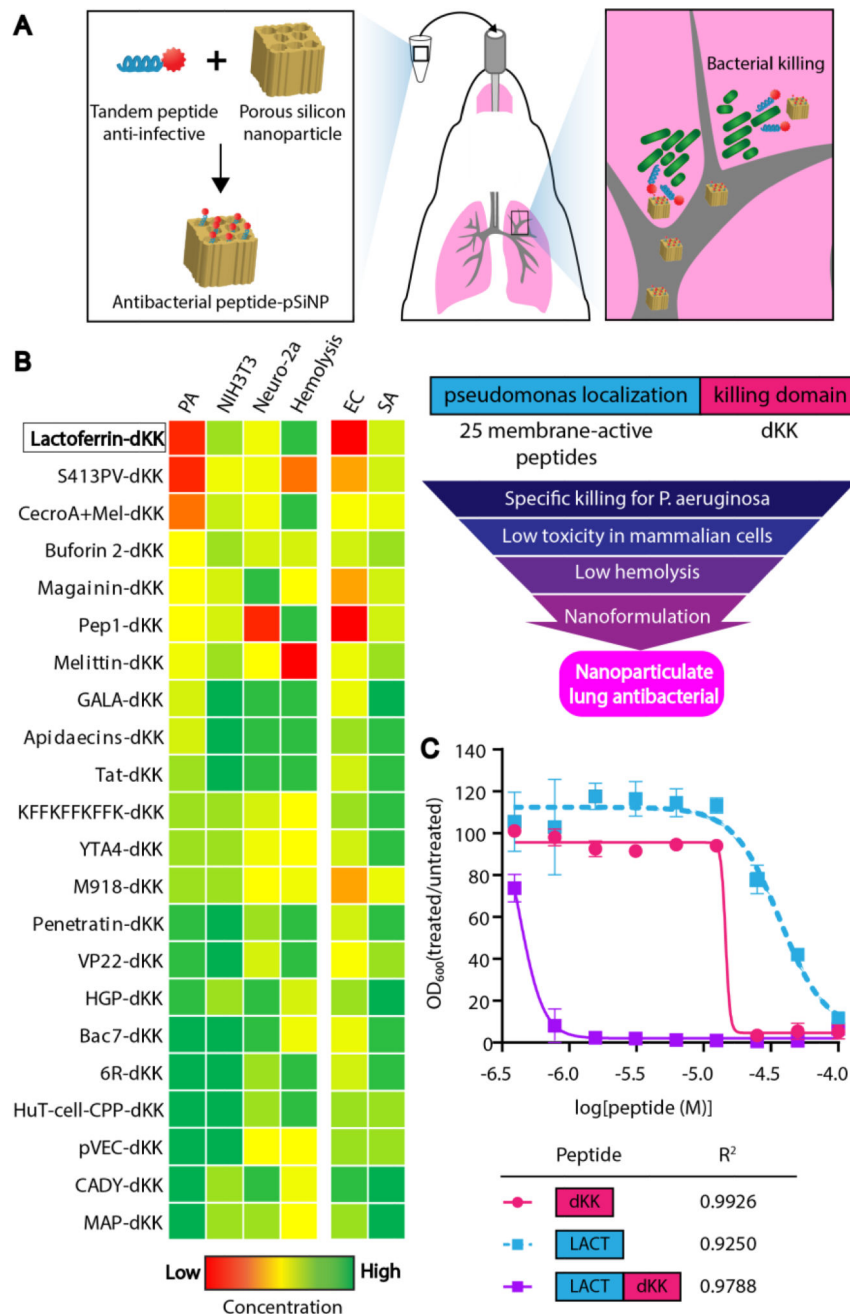 A
Tandem peptide
anti-infective
+
Porous silicon
nanoparticle
Antibacterial peptide-pSiNP
Bacterial killing
B
PA
NIH3T3
Neuro-2a
Hemolysis
EC
SA
Lactoferrin-dKK
S413PV-dKK
CecroA+Mel-dKK
Buforin 2-dKK
Magainin-dKK
Pep1-dKK
Melittin-dKK
GALA-dKK
Apidaecins-dKK
Tat-dKK
KFFKFFKFFK-dKK
YTA4-dKK
M918-dKK
Penetratin-dKK
VP22-dKK
HGP-dKK
Bac7-dKK
6R-dKK
HuT-cell-CPP-dKK
pVEC-dKK
CADY-dKK
MAP-dKK
Low
High
Concentration
pseudomonas localization
killing domain
25 membrane-active
peptides
dKK
Specific killing for P. aeruginosa
Low toxicity in mammalian cells
Low hemolysis
Nanoformulation
Nanoparticulate
lung antibacterial
C
OD600(treated/untreated)
140
120
100
80
60
40
20
0
-6.5
-6.0
-5.5
-5.0
-4.5
-4.0
log[peptide (M)]
Peptide R²
dKK 0.9926
LACT 0.9250
LACT dKK 0.9788